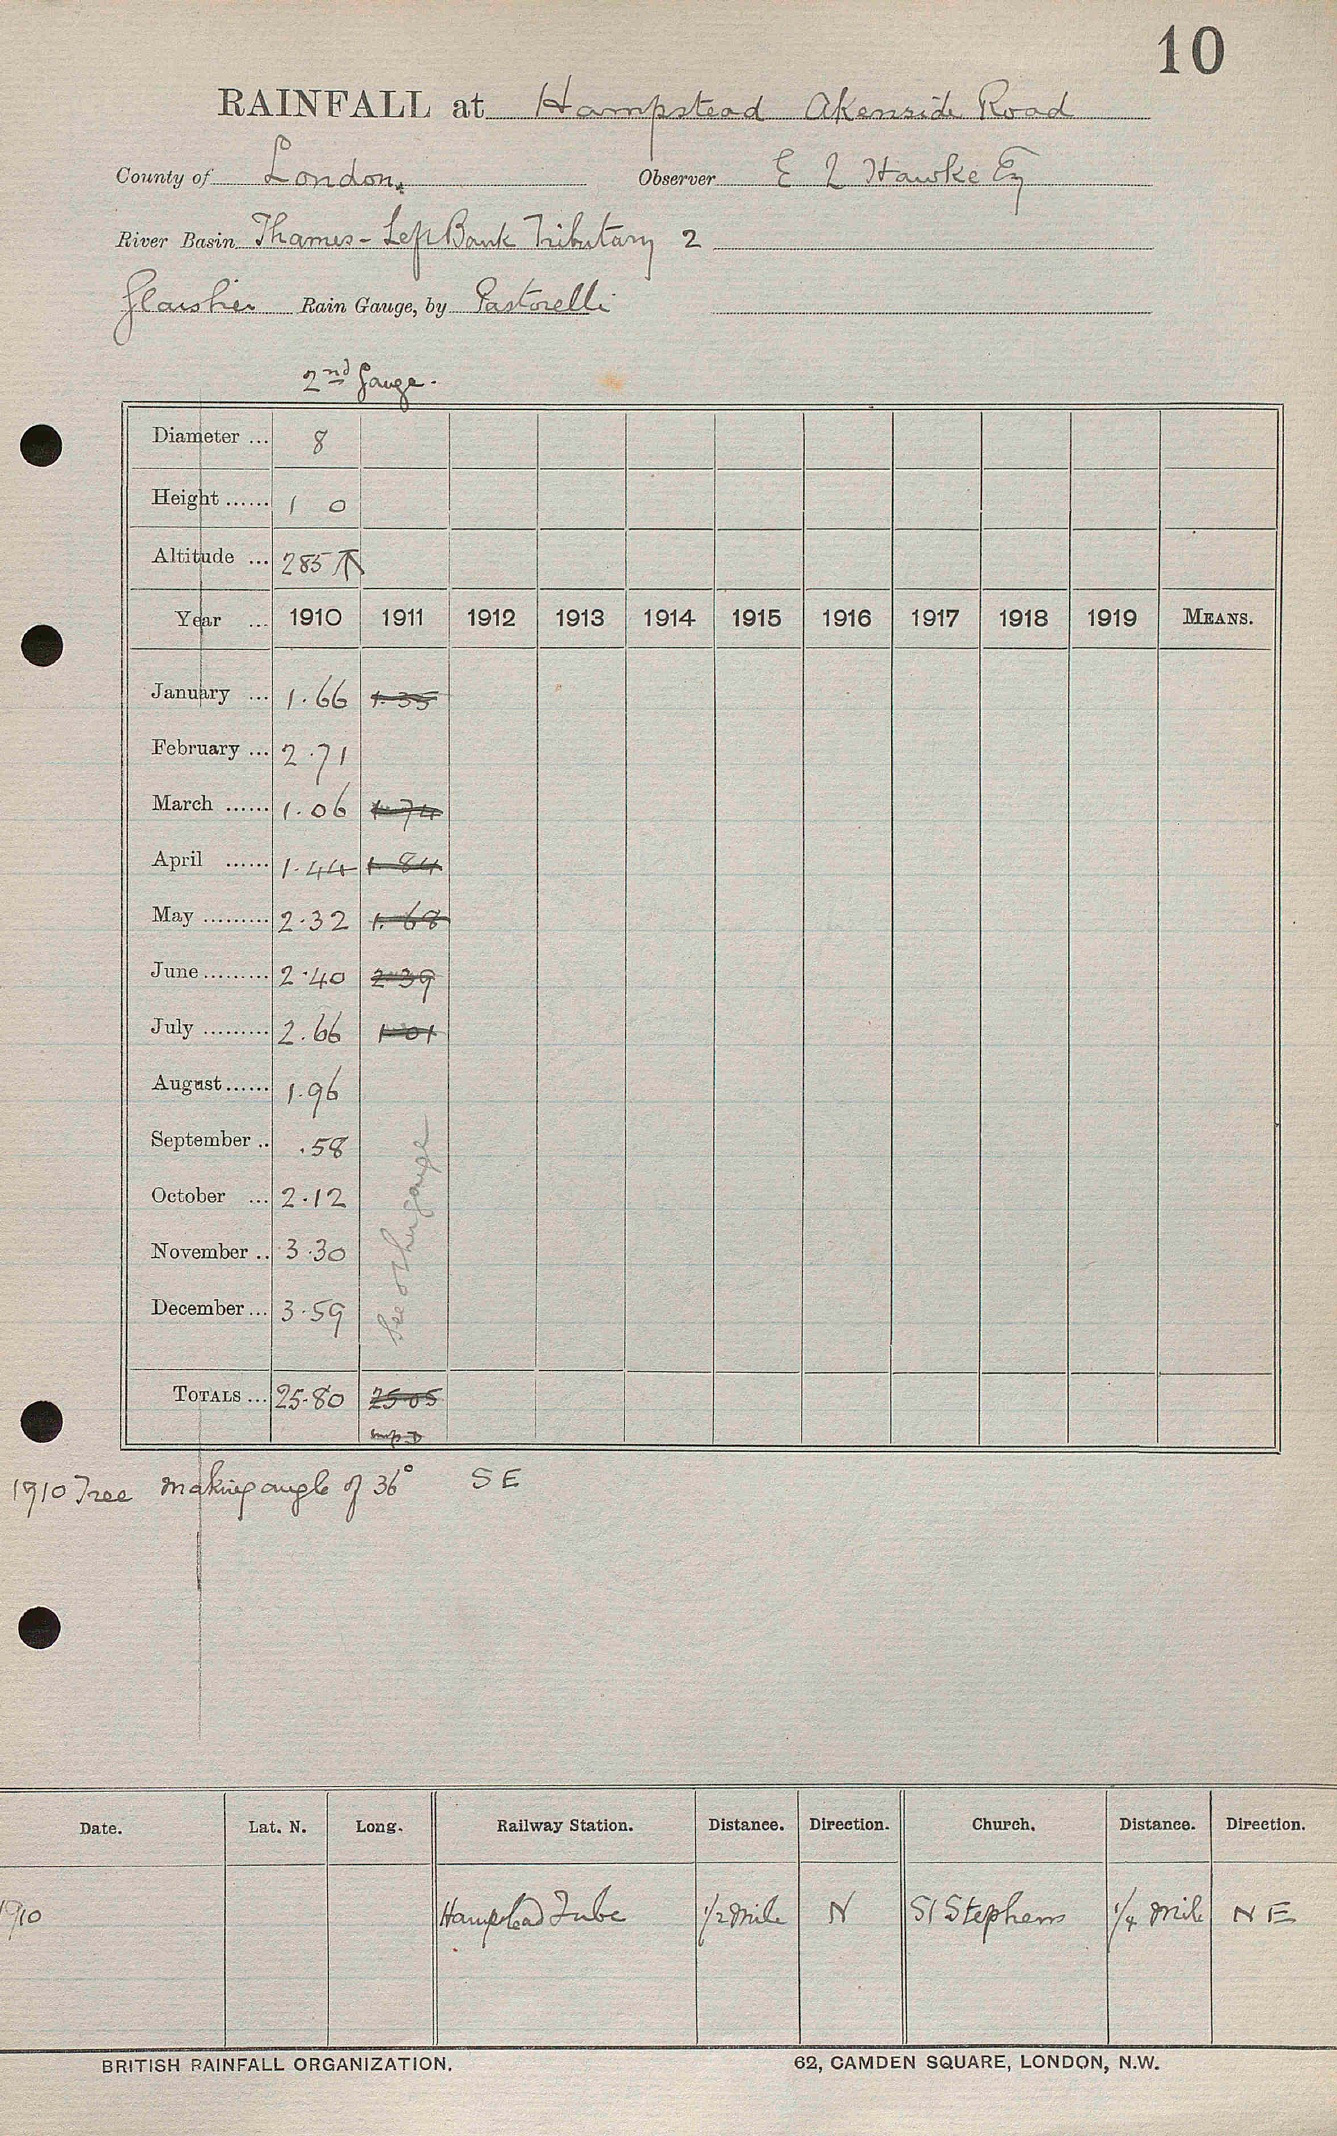 10
RAINFALL at Hampstead Akenside Road
County of London. Observer E L Hawke Esq
River Basin Thames - Left Bank Tributary 2
Glaisher Rain Gauge, by Pastorelli
2nd Gauge.
Diameter ... 8
Height ...... 1 0
Altitude ... 285
Year ... 1910 1911 1912 1913 1914 1915 1916 1917 1918 1919 MEANS.
January ... 1.66 1.35
February ... 2.71
March ...... 1.06 1.74
April ...... 1.44 1.84
May ......... 2.32 1.68
June ......... 2.40 2.39
July ......... 2.66 1.01
August ...... 1.96
September .. .58
October ... 2.12
November .. 3.30
December ... 3.59
See other gauge
TOTALS ... 25.80 25.05
1910 Tree making angle of 36° SE
Date. Lat. N. Long. Railway Station. Distance. Direction. Church. Distance. Direction.
1910 Hampstead Tube 1/2 Mile N St Stephens 1/4 Mile NE
BRITISH RAINFALL ORGANIZATION. 62, CAMDEN SQUARE, LONDON, N.W.